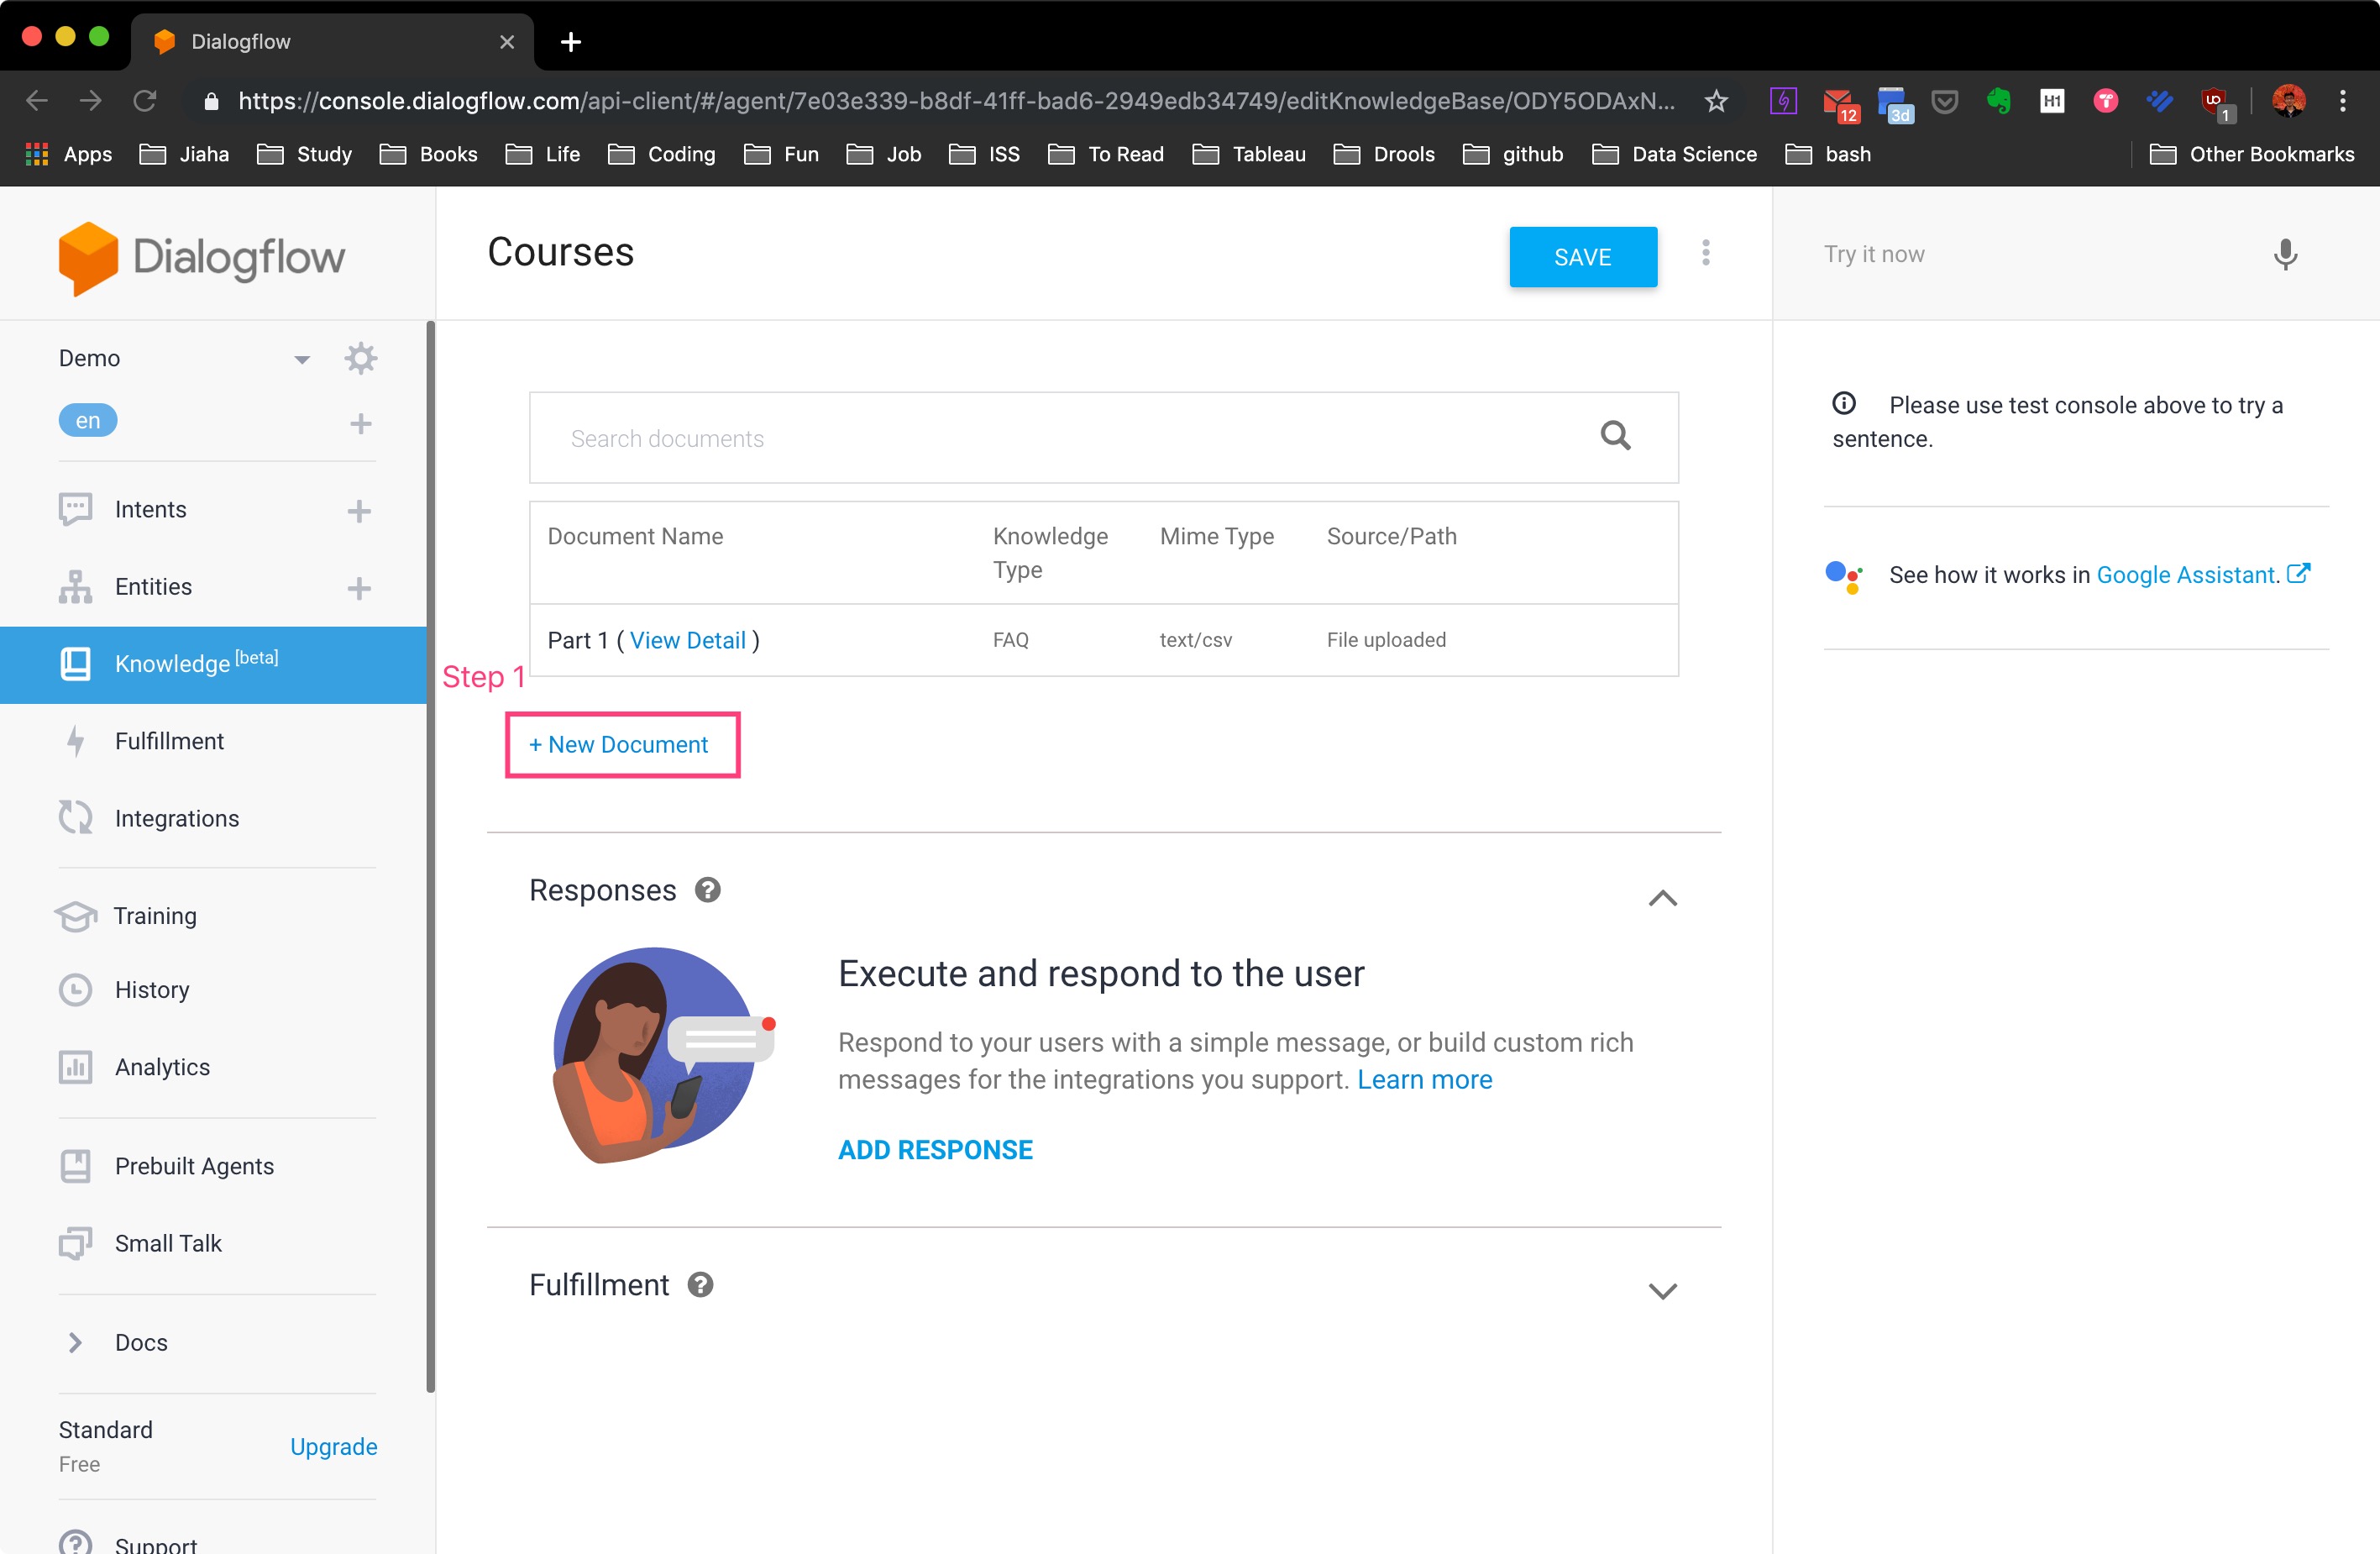 Dialogflow
https://console.dialogflow.com/api-client/#/agent/7e03e339-b8df-41ff-bad6-2949edb34749/editKnowledgeBase/ODY5ODAxN...
12
3d
H1
1
Apps
Jiaha
Study
Books
Life
Coding
Fun
Job
ISS
To Read
Tableau
Drools
github
Data Science
bash
Other Bookmarks
Dialogflow
Courses
SAVE
Try it now
Demo
en
Intents
Entities
Knowledge [beta]
Fulfillment
Integrations
Training
History
Analytics
Prebuilt Agents
Small Talk
Docs
Standard
Free
Upgrade
Support
Search documents
Document Name
Knowledge
Type
Mime Type
Source/Path
Part 1 ( View Detail )
FAQ
text/csv
File uploaded
Step 1
+ New Document
Responses
Execute and respond to the user
Respond to your users with a simple message, or build custom rich
messages for the integrations you support. Learn more
ADD RESPONSE
Fulfillment
Please use test console above to try a
sentence.
See how it works in Google Assistant.